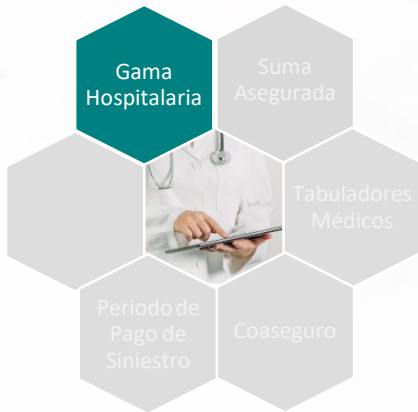 Gama
Hospitalaria
Suma
Asegurada
Tabuladores
Médicos
Periodo de
Pago de
Siniestro
Coaseguro